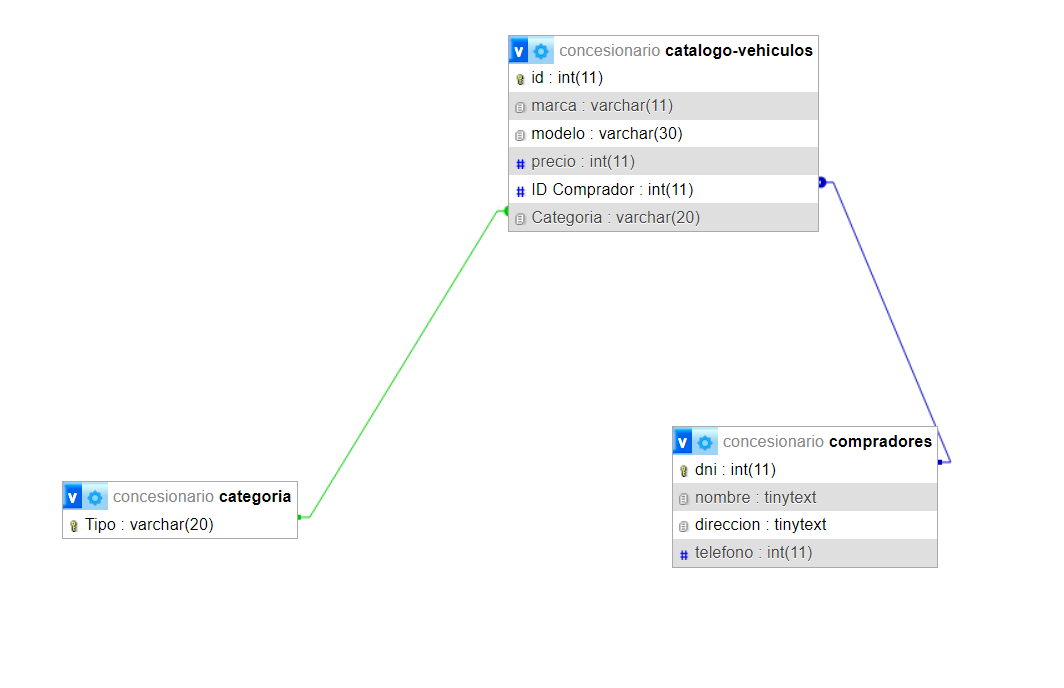 v concesionario catalogo-vehiculos
id : int(11)
marca : varchar(11)
modelo : varchar(30)
# precio : int(11)
# ID Comprador : int(11)
Categoria : varchar(20)
v concesionario compradores
dni : int(11)
nombre : tinytext
direccion : tinytext
# telefono : int(11)
v concesionario categoria
Tipo : varchar(20)